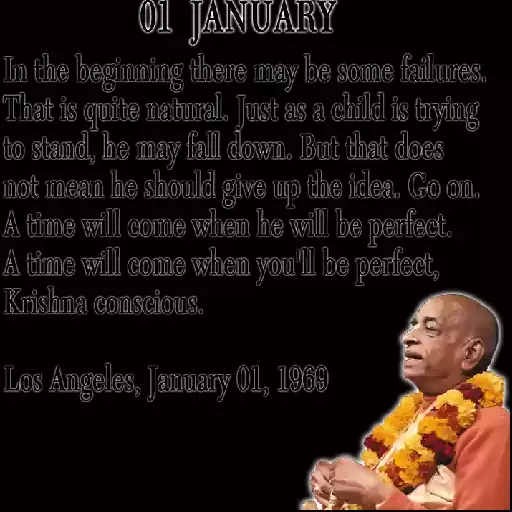 01 JANUARY
In the beginning there may be some failures.
That is quite natural. Just as a child is trying
to stand, he may fall down. But that does
not mean he should give up the idea. Go on.
A time will come when he will be perfect.
A time will come when you'll be perfect,
Krishna conscious.
Los Angeles, January 01, 1969